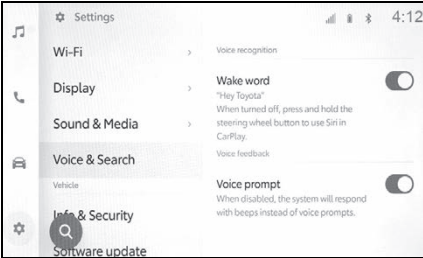 Settings
4:12
Wi-Fi
Display
Sound & Media
Voice & Search
Vehicle
Info & Security
Software update
Voice recognition
Wake word
"Hey Toyota"
When turned off, press and hold the
steering wheel button to use Siri in
CarPlay.
Voice feedback
Voice prompt
When disabled, the system will respond
with beeps instead of voice prompts.